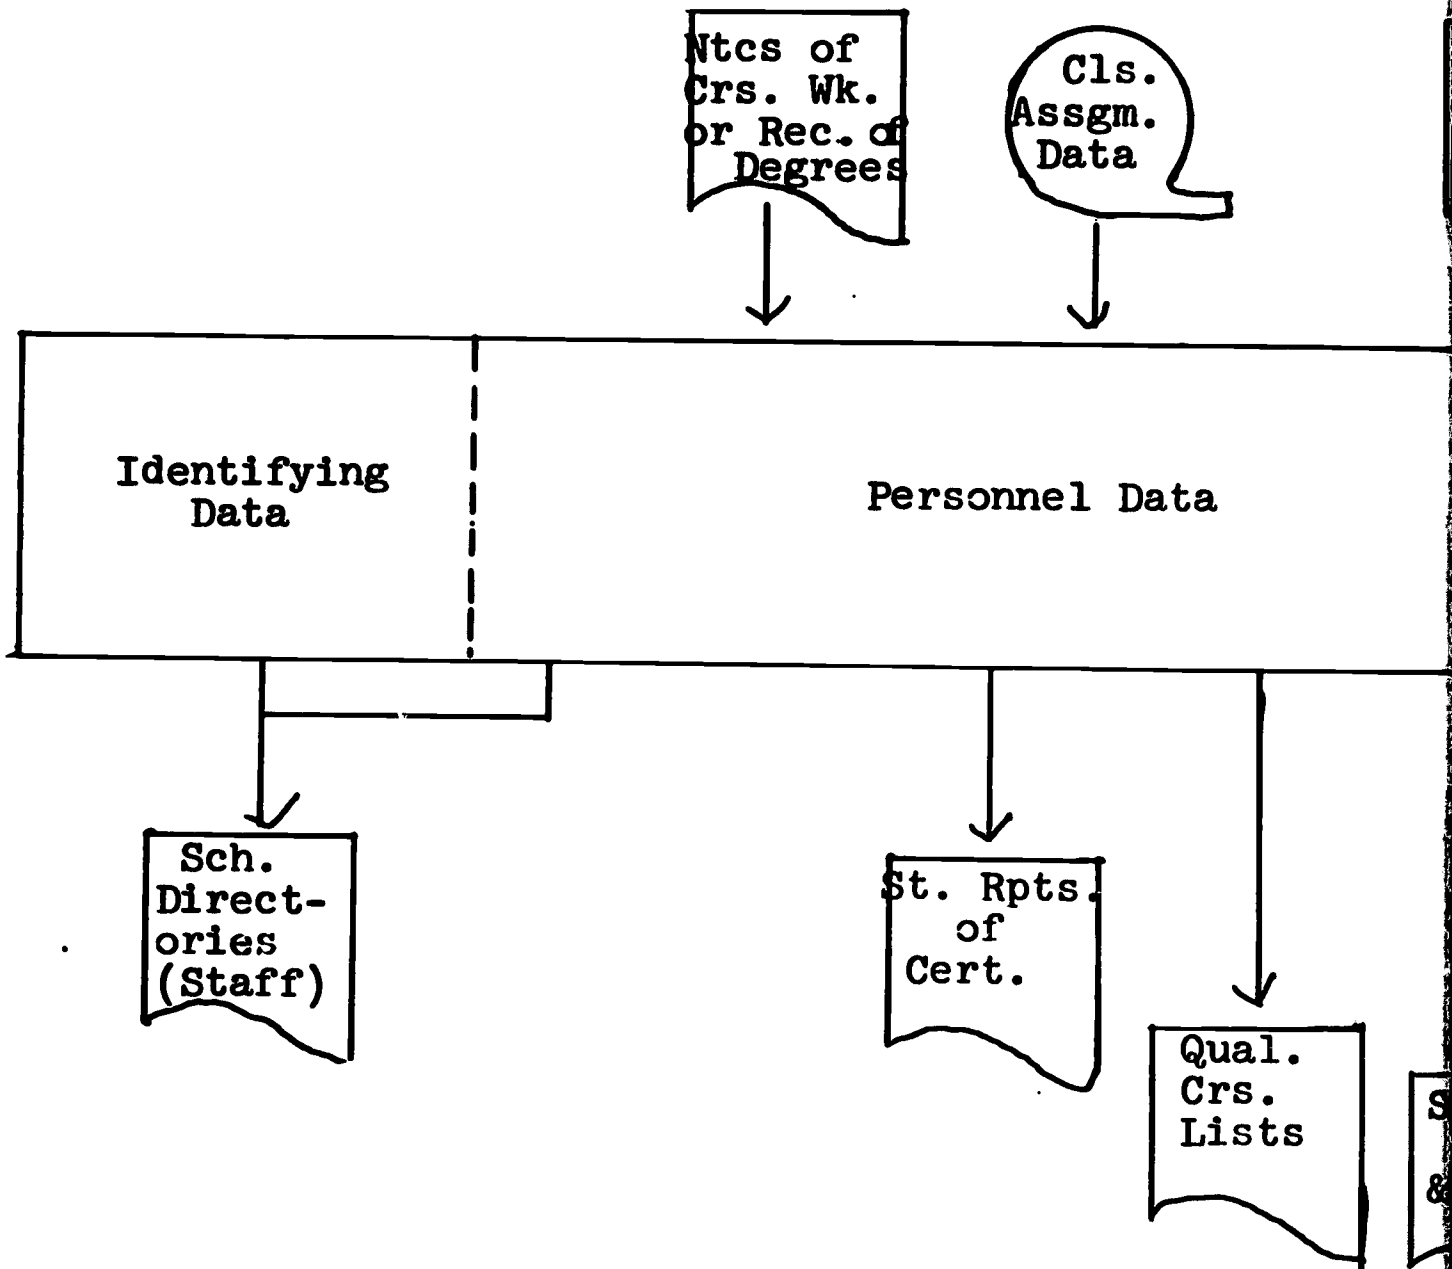 Ntcs of
Crs. Wk.
or Rec. of
Degrees
Cls.
Assgm.
Data
Identifying
Data
Personnel Data
Sch.
Direct-
ories
(Staff)
St. Rpts.
of
Cert.
Qual.
Crs.
Lists
S
&